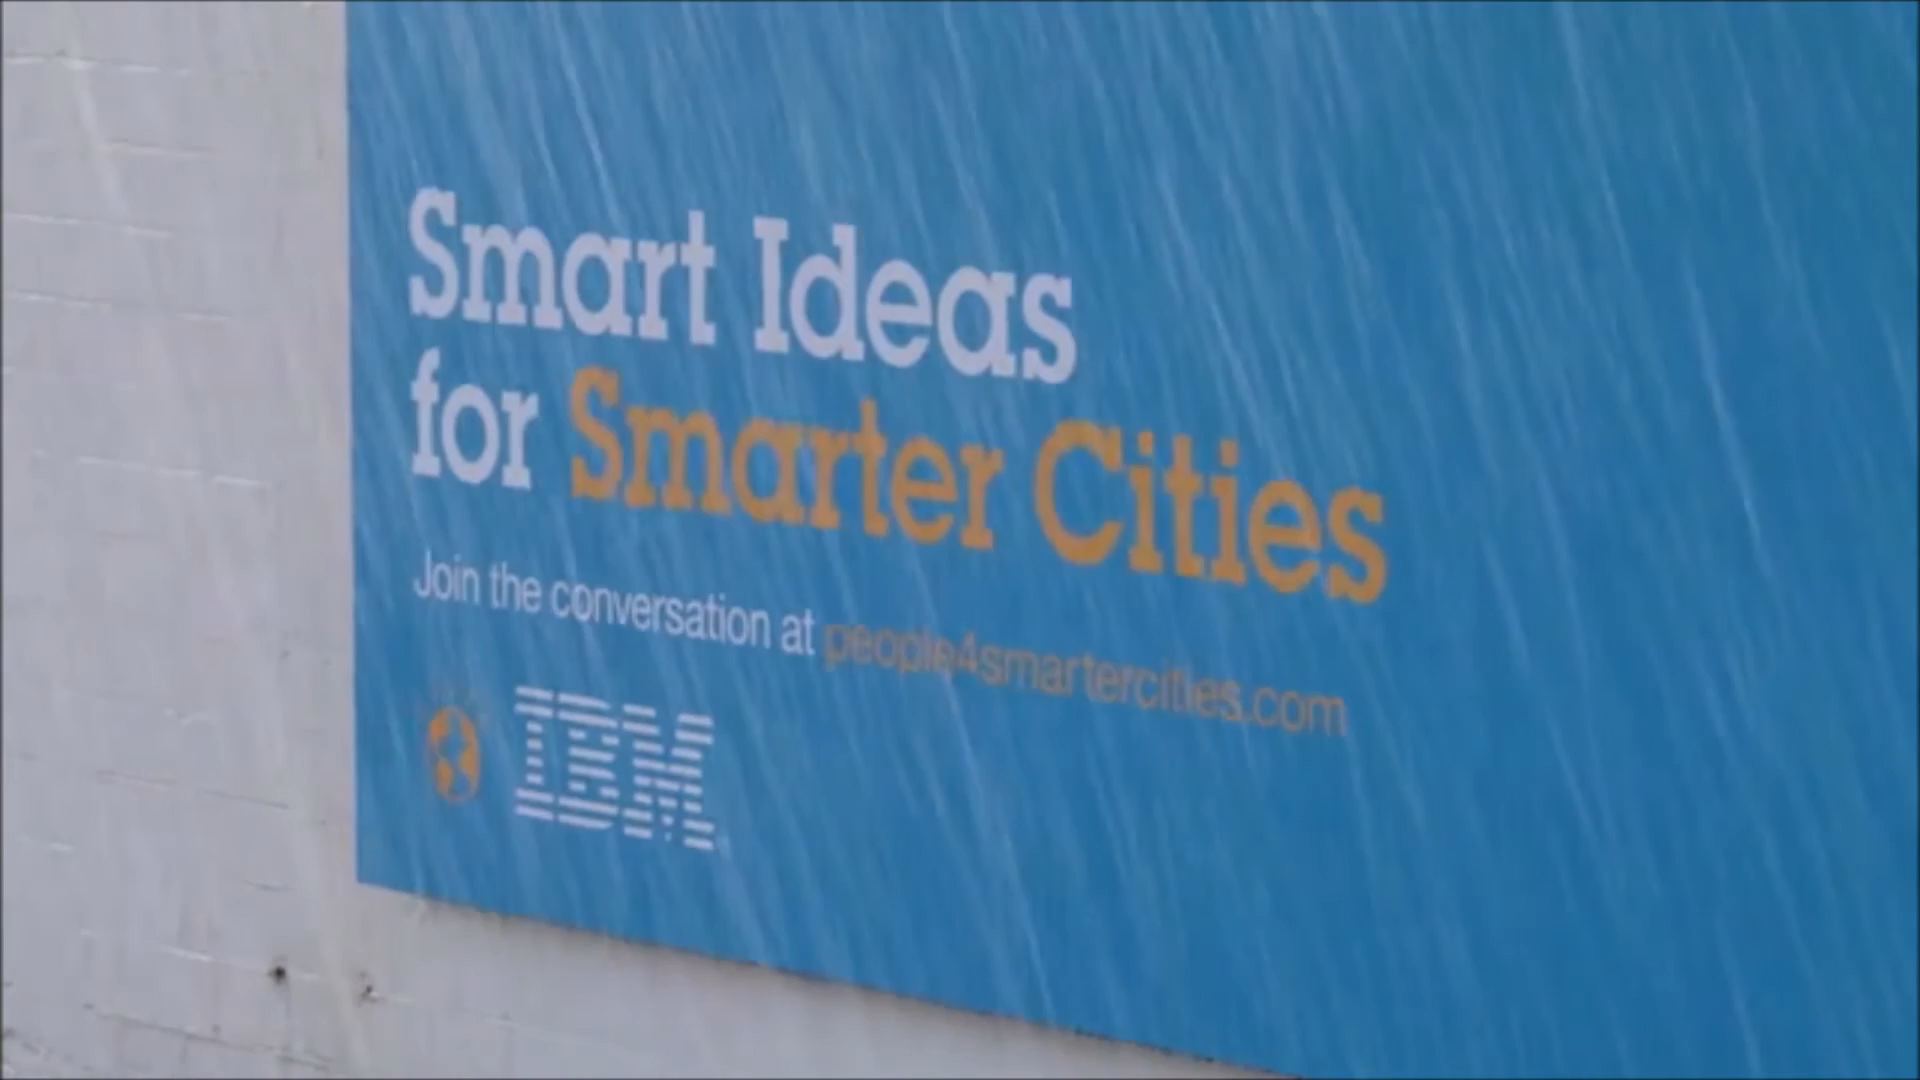 Smart Ideas
for Smarter Cities
Join the conversation at people4smartercities.com
IBM